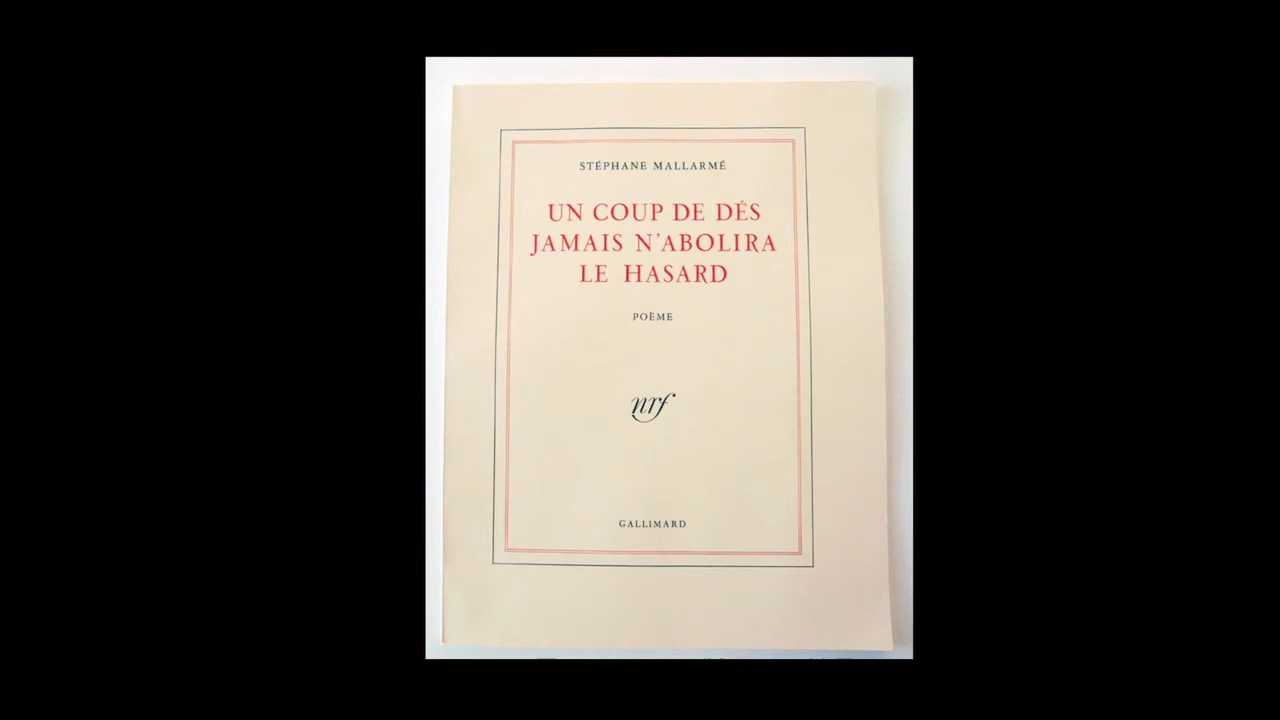 STÉPHANE MALLARMÉ
UN COUP DE DÉS
JAMAIS N'ABOLIRA
LE HASARD
POÈME
nrf
GALLIMARD